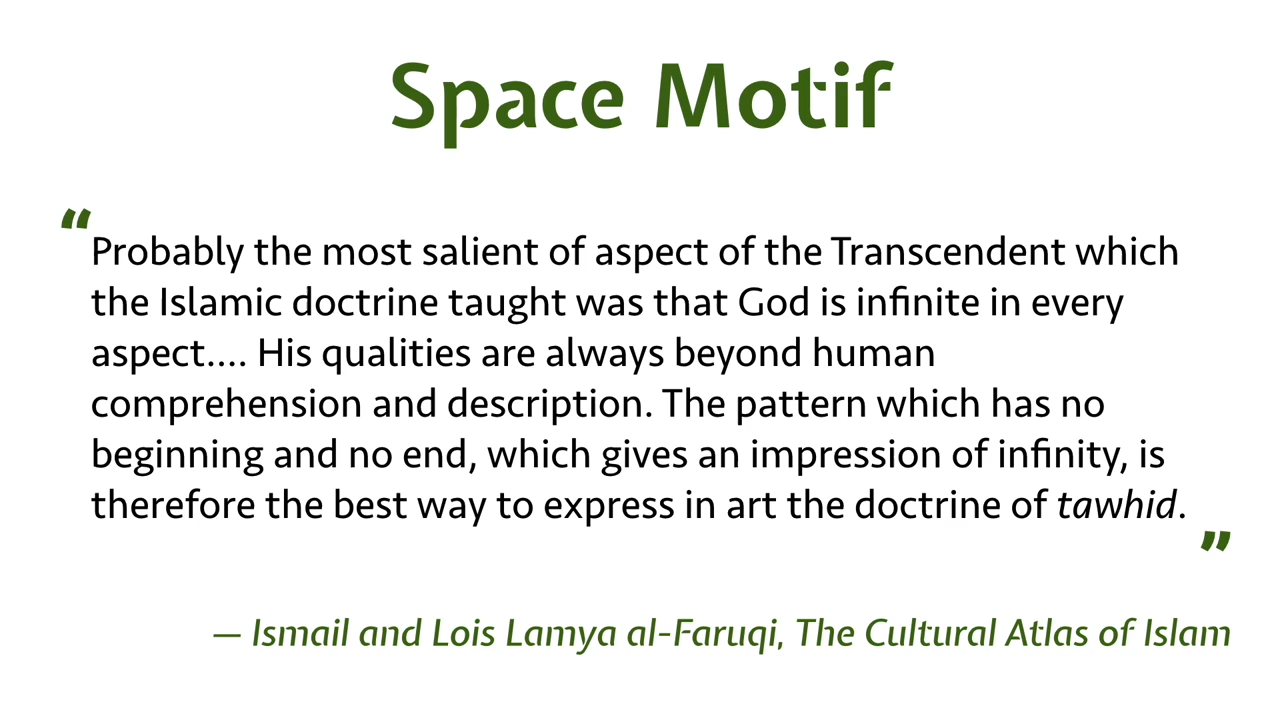 Space Motif
“Probably the most salient of aspect of the Transcendent which
the Islamic doctrine taught was that God is infinite in every
aspect.... His qualities are always beyond human
comprehension and description. The pattern which has no
beginning and no end, which gives an impression of infinity, is
therefore the best way to express in art the doctrine of tawhid.”
— Ismail and Lois Lamya al-Faruqi, The Cultural Atlas of Islam